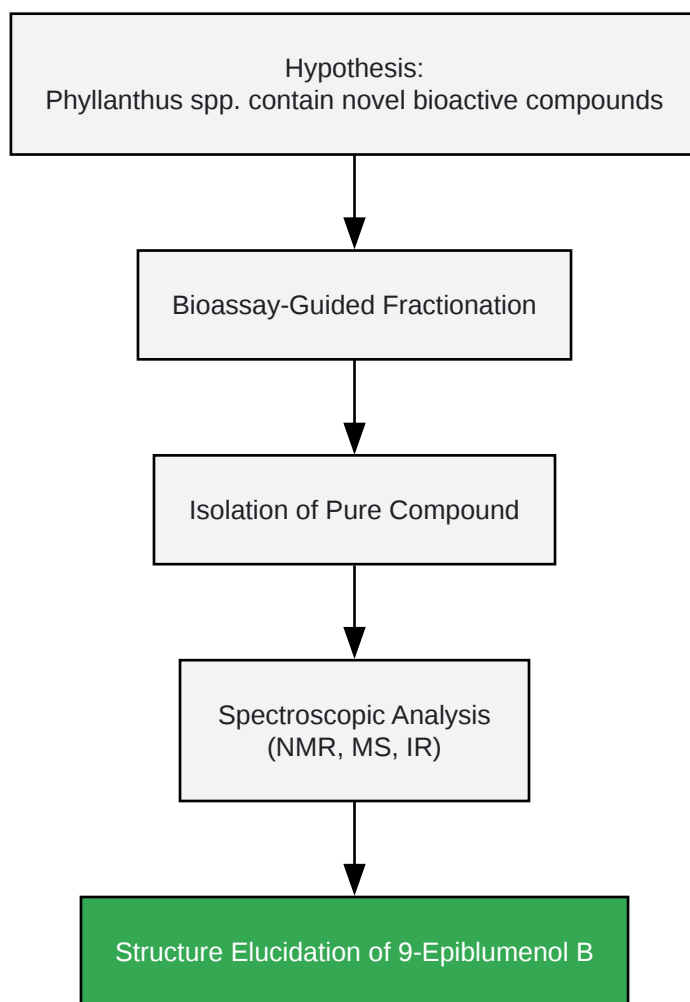 Hypothesis:
Phyllanthus spp. contain novel bioactive compounds
Bioassay-Guided Fractionation
Isolation of Pure Compound
Spectroscopic Analysis
(NMR, MS, IR)
Structure Elucidation of 9-Epiblumenol B